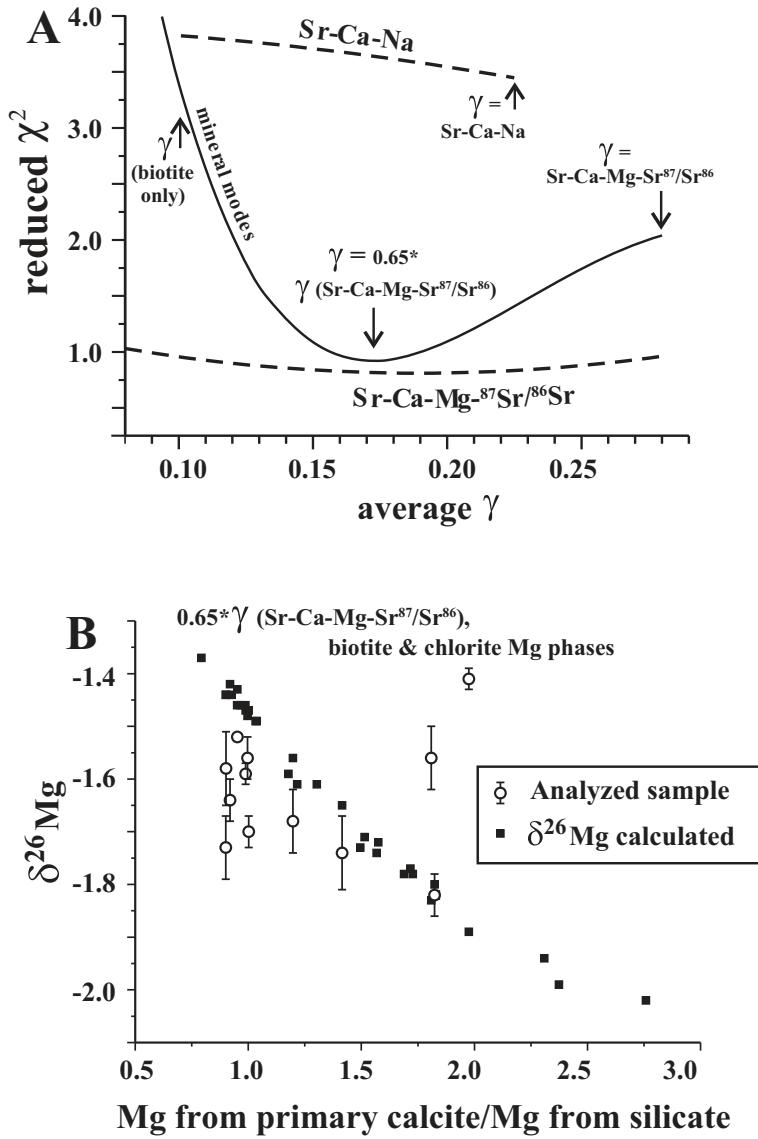 A
4.0
3.0
2.0
1.0
reduced χ²
Sr-Ca-Na
γ =
Sr-Ca-Na
γ
(biotite
only)
mineral modes
γ =
Sr-Ca-Mg-Sr⁸⁷/Sr⁸⁶
γ = 0.65*
γ (Sr-Ca-Mg-Sr⁸⁷/Sr⁸⁶)
Sr-Ca-Mg-⁸⁷Sr/⁸⁶Sr
0.10 0.15 0.20 0.25
average γ
B
0.65*γ (Sr-Ca-Mg-Sr⁸⁷/Sr⁸⁶),
biotite & chlorite Mg phases
-1.4
-1.6
-1.8
-2.0
δ²⁶Mg
Analyzed sample
δ²⁶Mg calculated
0.5 1.0 1.5 2.0 2.5 3.0
Mg from primary calcite/Mg from silicate